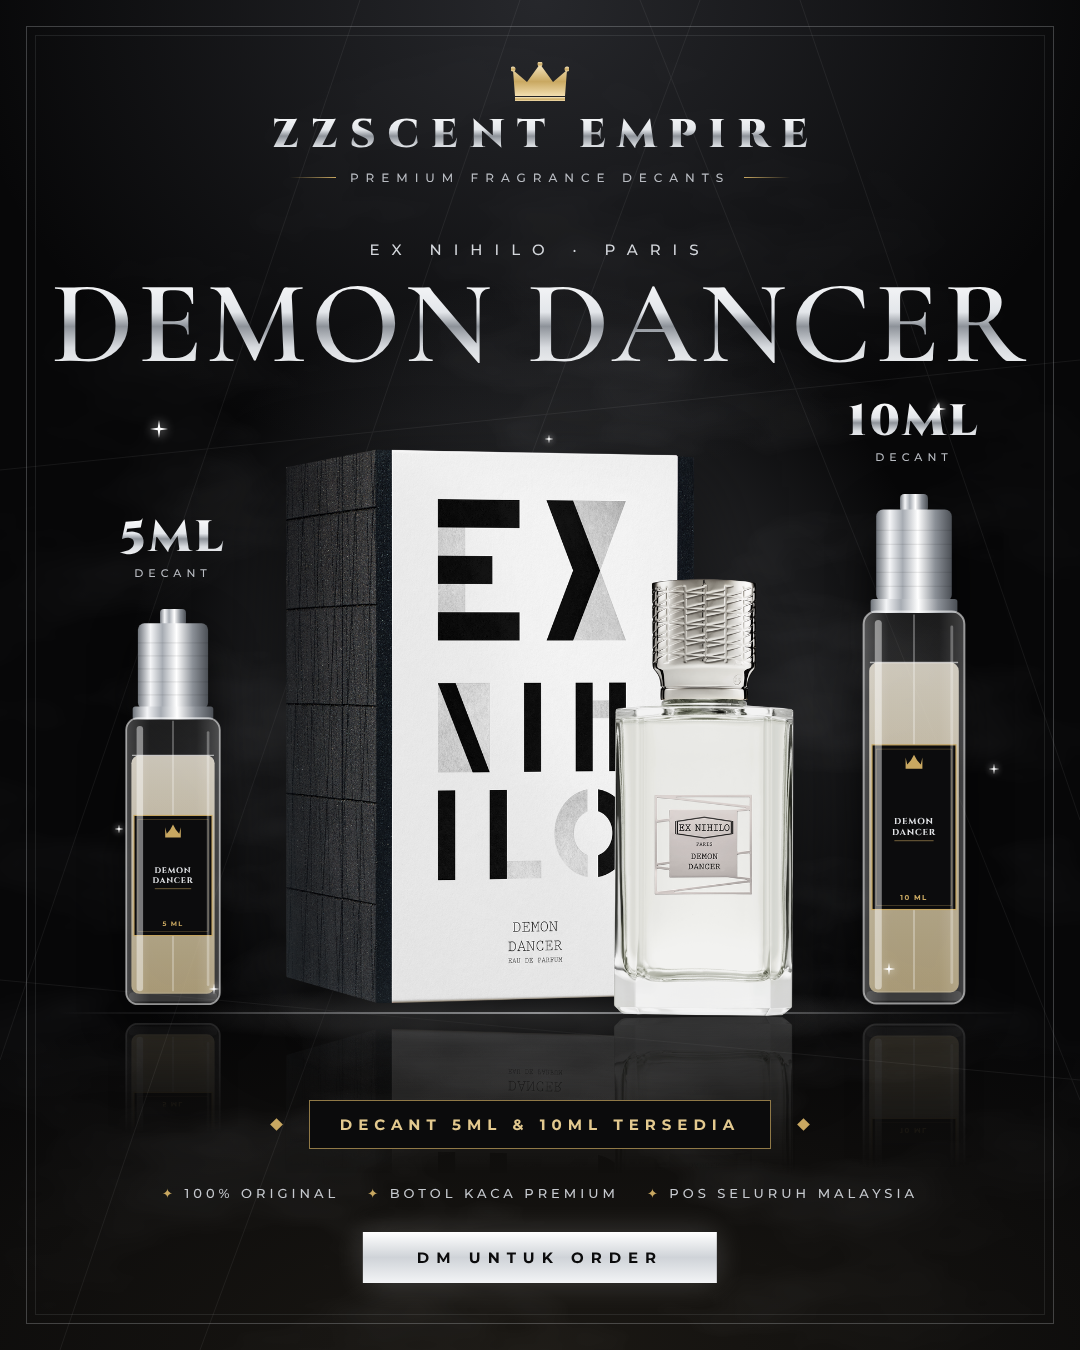 ZZSCENT EMPIRE
PREMIUM FRAGRANCE DECANTS
EX NIHILO · PARIS
DEMON DANCER
10ML
DECANT
5ML
DECANT
EX
NIH
ILO
DEMON
DANCER
EAU DE PARFUM
EX NIHILO
PARIS
DEMON
DANCER
DEMON
DANCER
5 ML
DEMON
DANCER
10 ML
DECANT 5ML & 10ML TERSEDIA
✦ 100% ORIGINAL ✦ BOTOL KACA PREMIUM ✦ POS SELURUH MALAYSIA
DM UNTUK ORDER